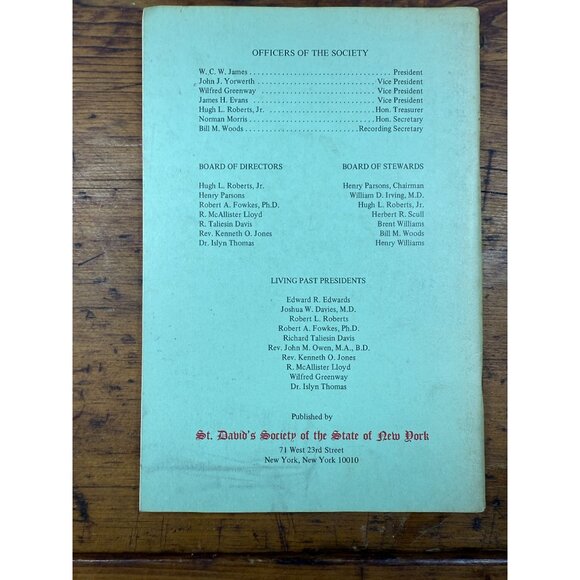 OFFICERS OF THE SOCIETY
W. C. W. James . . . . . . . . . . . . . . . . . . . . . . . . . . . . . . . . . . President
John J. Yorwerth . . . . . . . . . . . . . . . . . . . . . . . . . . . . . Vice President
Wilfred Greenway . . . . . . . . . . . . . . . . . . . . . . . . . . . . Vice President
James H. Evans . . . . . . . . . . . . . . . . . . . . . . . . . . . . . . Vice President
Hugh L. Roberts, Jr. . . . . . . . . . . . . . . . . . . . . . . . . . . . Hon. Treasurer
Norman Morris . . . . . . . . . . . . . . . . . . . . . . . . . . . . . . Hon. Secretary
Bill M. Woods . . . . . . . . . . . . . . . . . . . . . . . . . . . Recording Secretary
BOARD OF DIRECTORS
Hugh L. Roberts, Jr.
Henry Parsons
Robert A. Fowkes, Ph.D.
R. McAllister Lloyd
R. Taliesin Davis
Rev. Kenneth O. Jones
Dr. Islyn Thomas
BOARD OF STEWARDS
Henry Parsons, Chairman
William D. Irving, M.D.
Hugh L. Roberts, Jr.
Herbert R. Scull
Brent Williams
Bill M. Woods
Henry Williams
LIVING PAST PRESIDENTS
Edward R. Edwards
Joshua W. Davies, M.D.
Robert L. Roberts
Robert A. Fowkes, Ph.D.
Richard Taliesin Davis
Rev. John M. Owen, M.A., B.D.
Rev. Kenneth O. Jones
R. McAllister Lloyd
Wilfred Greenway
Dr. Islyn Thomas
Published by
St. David's Society of the State of New York
71 West 23rd Street
New York, New York 10010